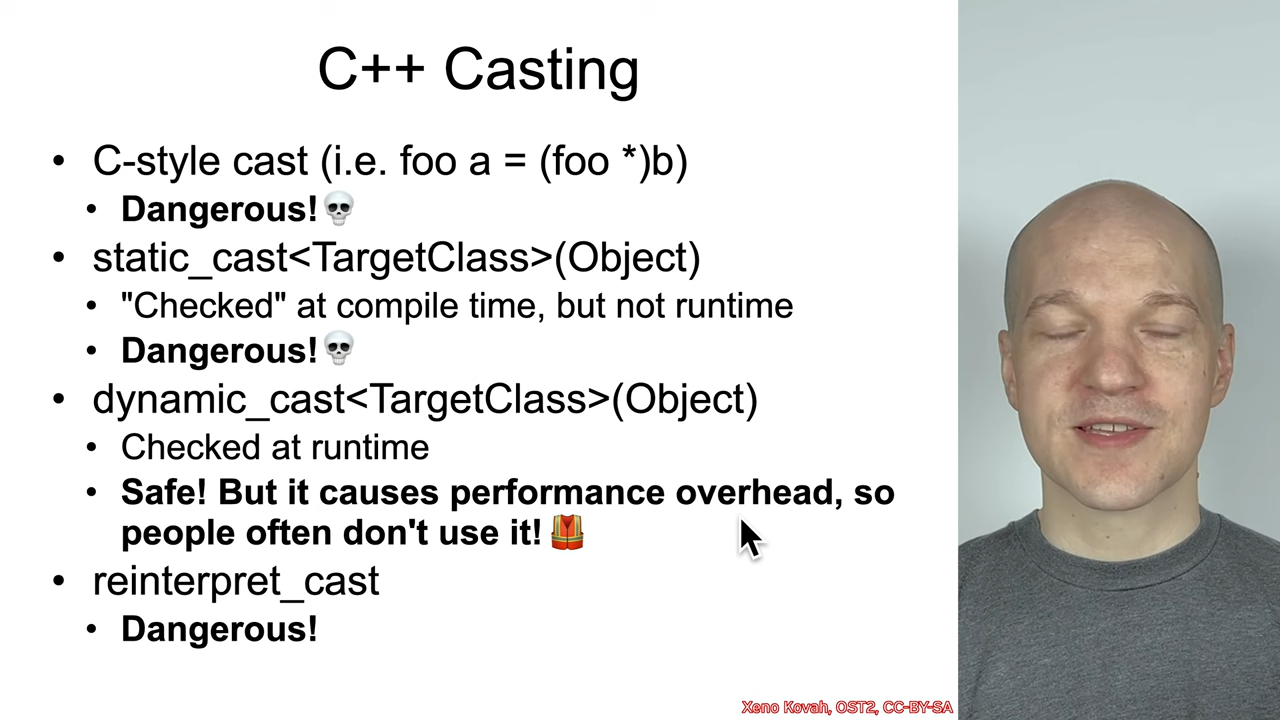 C++ Casting
• C-style cast (i.e. foo a = (foo *)b)
• Dangerous!💀
• static_cast<TargetClass>(Object)
• "Checked" at compile time, but not runtime
• Dangerous!💀
• dynamic_cast<TargetClass>(Object)
• Checked at runtime
• Safe! But it causes performance overhead, so
people often don't use it!🦺
• reinterpret_cast
• Dangerous!
Xeno Kovah, OST2, CC-BY-SA